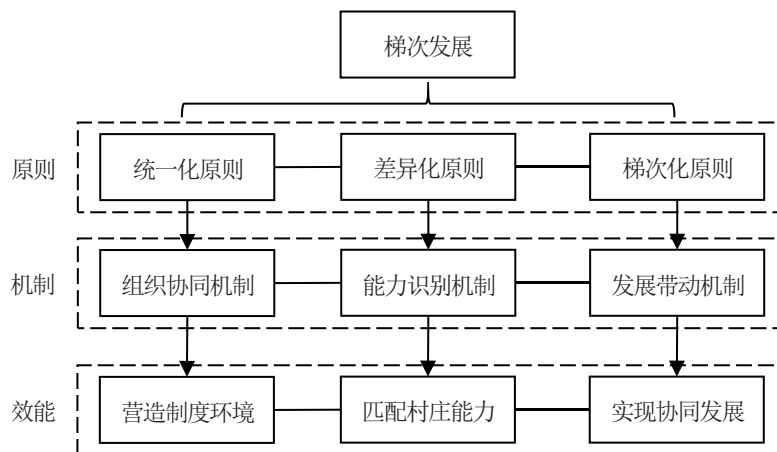 梯次发展
原则
统一化原则
差异化原则
梯次化原则
机制
组织协同机制
能力识别机制
发展带动机制
效能
营造制度环境
匹配村庄能力
实现协同发展